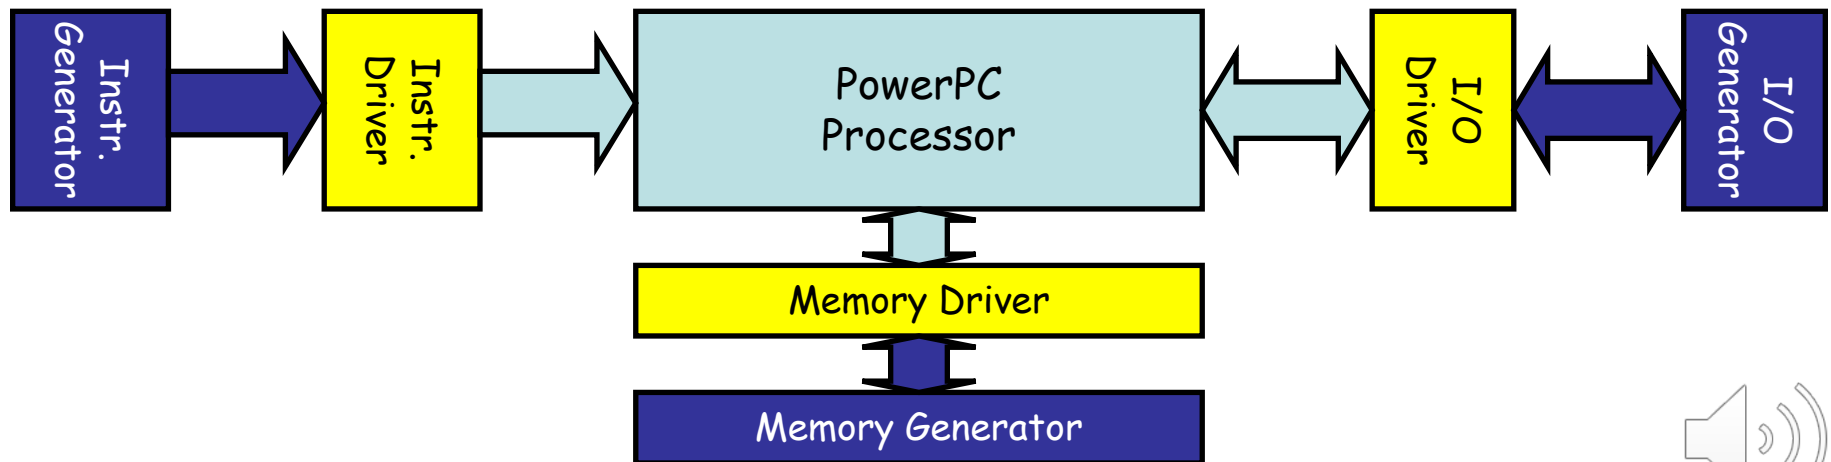 Instr.
Generator
Instr.
Driver
PowerPC
Processor
I/O
Driver
I/O
Generator
Memory Driver
Memory Generator